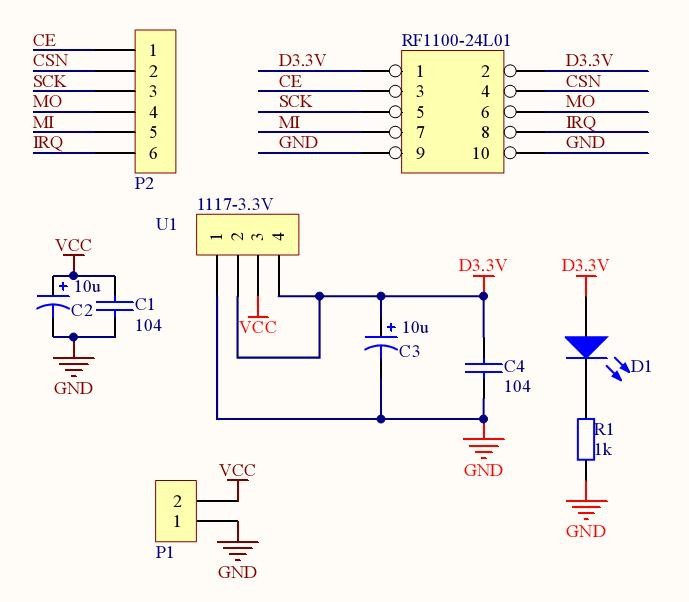 CE 1
CSN 2
SCK 3
MO 4
MI 5
IRQ 6
P2
RF1100-24L01
D3.3V 1 2 D3.3V
CE 3 4 CSN
SCK 5 6 MO
MI 7 8 IRQ
GND 9 10 GND
1117-3.3V
U1
1 2 3 4
VCC
VCC
+ 10u
C2
C1
104
GND
D3.3V
+ 10u
C3
C4
104
GND
D3.3V
D1
R1
1k
GND
VCC
2
1
P1
GND